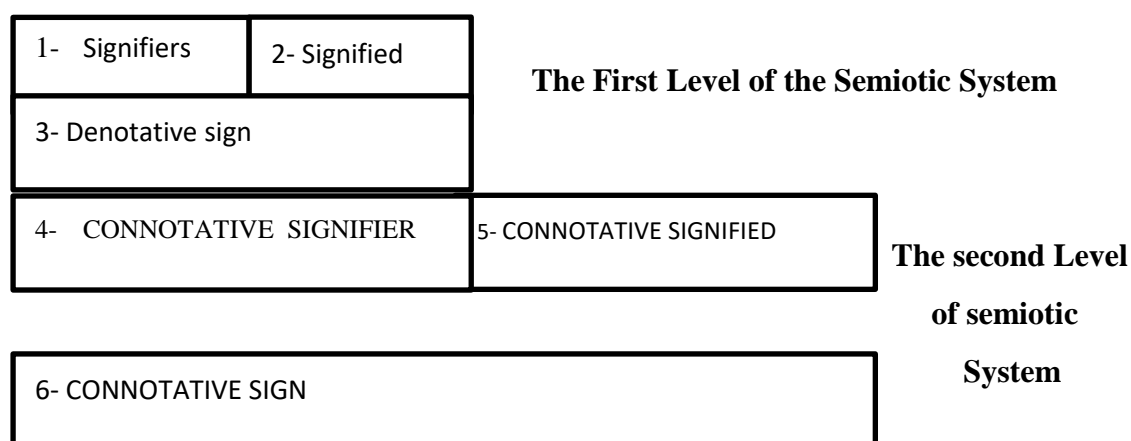 1- Signifiers
2- Signified
The First Level of the Semiotic System
3- Denotative sign
4- CONNOTATIVE SIGNIFIER
5- CONNOTATIVE SIGNIFIED
The second Level
of semiotic
System
6- CONNOTATIVE SIGN